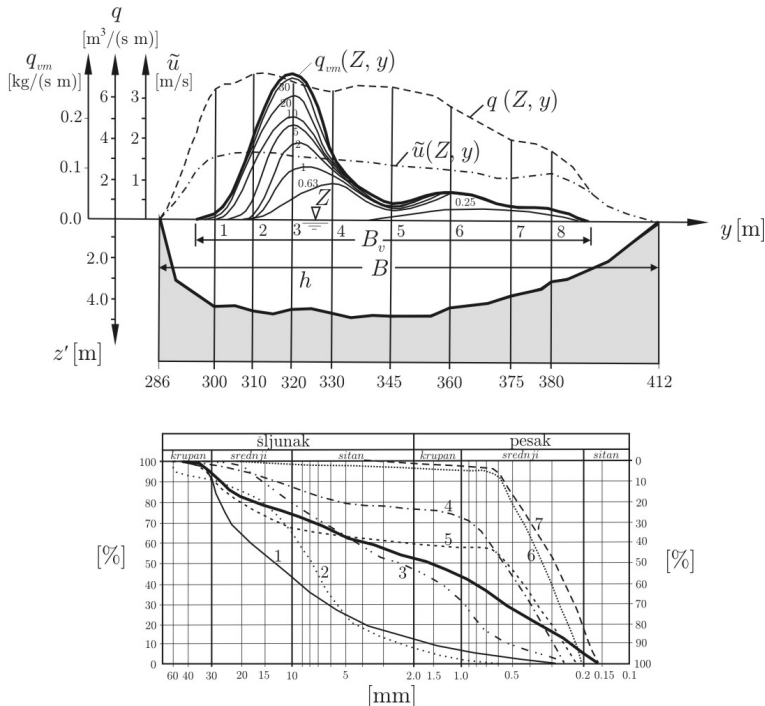 q
[m³/(s m)]
q_vm
[kg/(s m)]
ũ
[m/s]
q_vm(Z, y)
q(Z, y)
ũ(Z, y)
6
3
0.2
4
2
0.1
2
1
0.0
0
30
20
10
5
2
1
0.63
0.25
Z
1 2 3 4 5 6 7 8
B_v
y [m]
B
h
2.0
4.0
z′ [m]
286 300 310 320 330 345 360 375 380 412
šljunak pesak
krupan srednji sitan krupan srednji sitan
100 90 80 70 60 50 40 30 20 10 0
[%]
0 10 20 30 40 50 60 70 80 90 100
[%]
1 2 3 4 5 6 7
60 40 30 20 15 10 5 2.0 1.5 1.0 0.5 0.2 0.15 0.1
[mm]